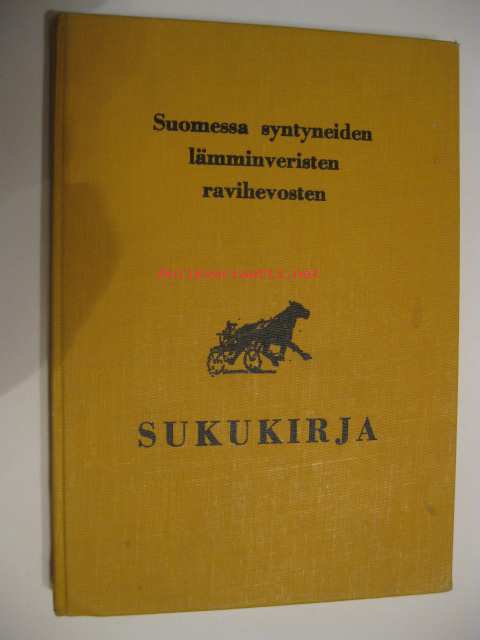 Suomessa syntyneiden
lämminveristen
ravihevosten
SUKUKIRJA